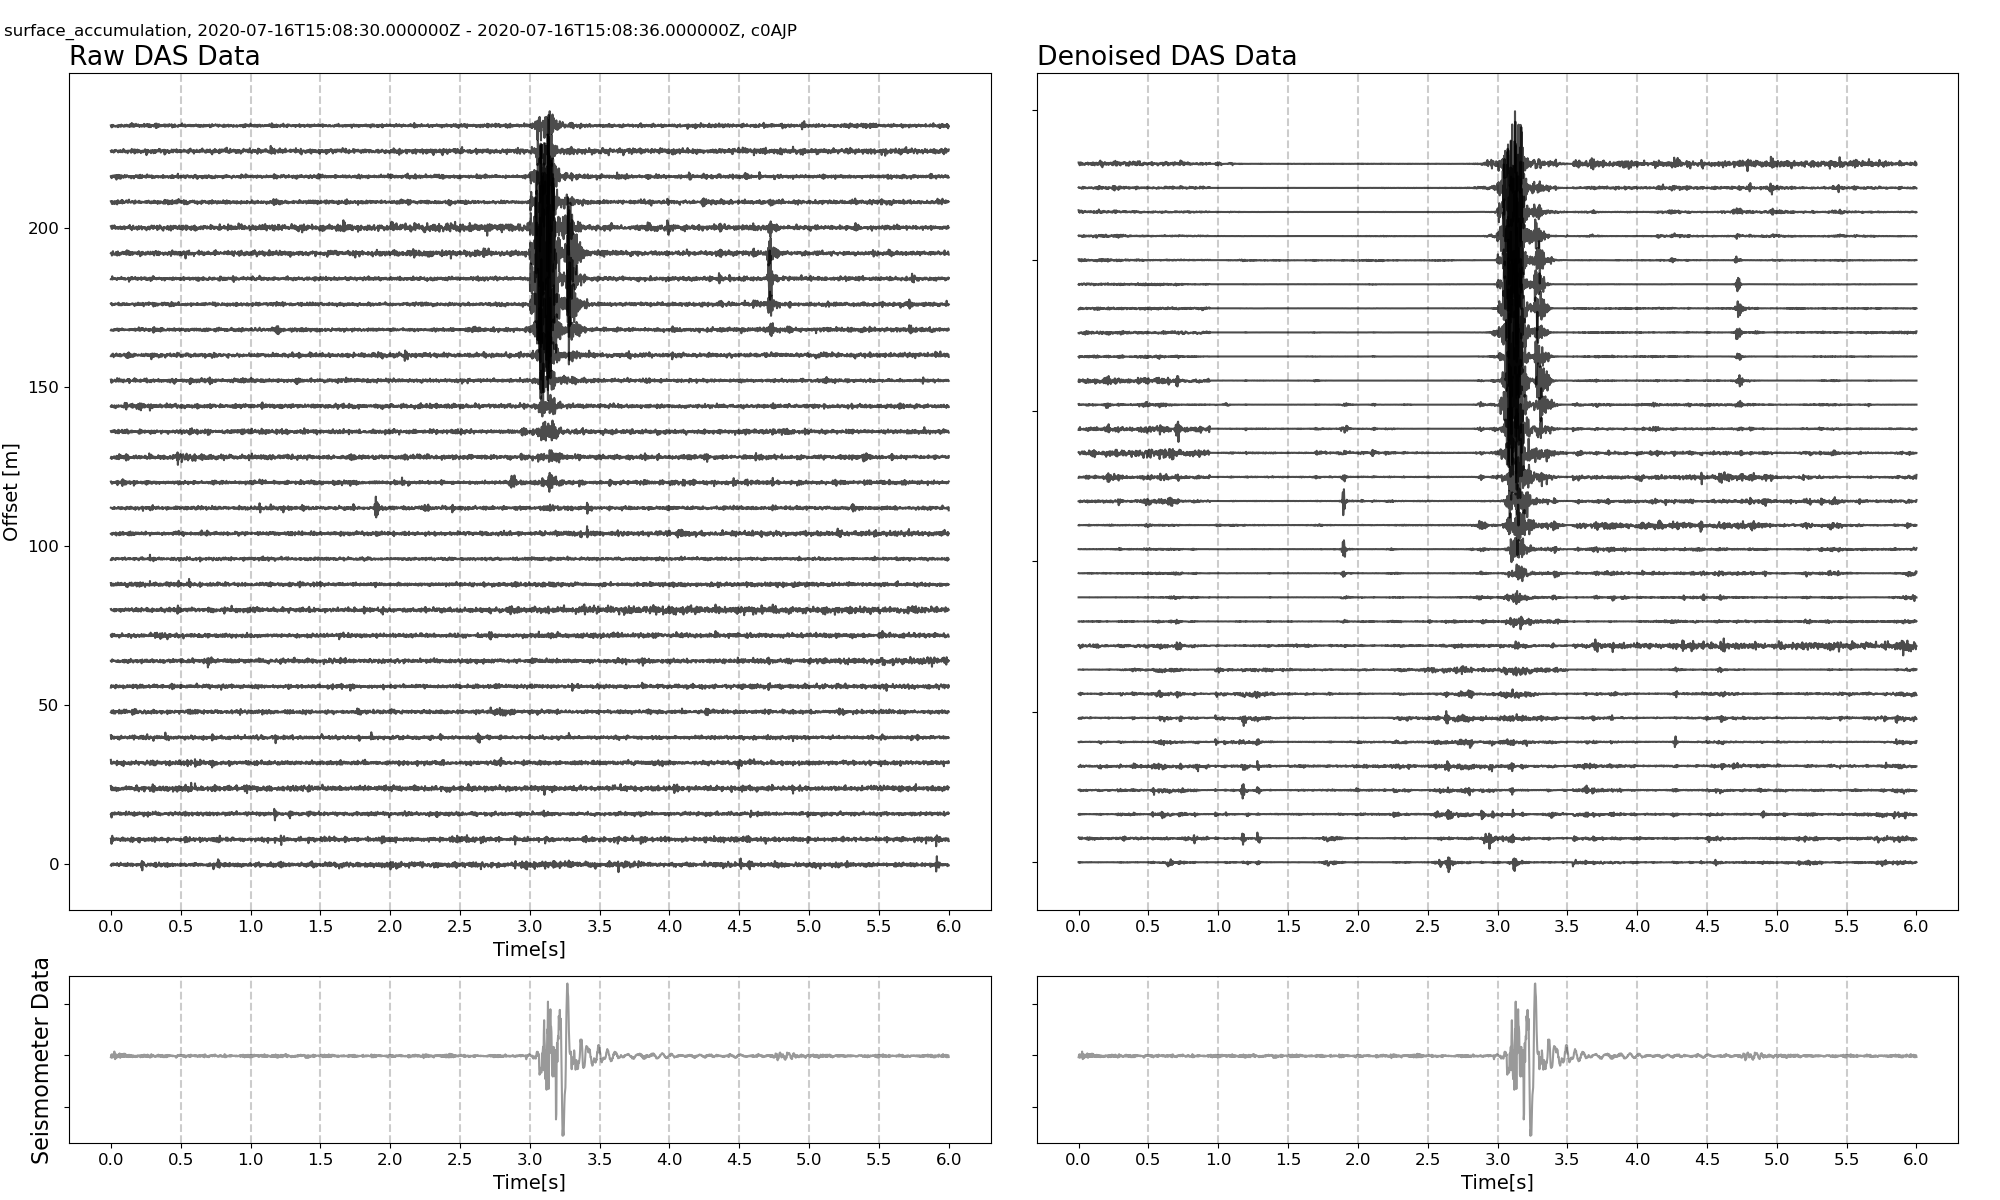 surface_accumulation, 2020-07-16T15:08:30.000000Z - 2020-07-16T15:08:36.000000Z, c0AJP
Raw DAS Data
Denoised DAS Data
Offset [m]
200
150
100
50
0
0.0 0.5 1.0 1.5 2.0 2.5 3.0 3.5 4.0 4.5 5.0 5.5 6.0
Time[s]
0.0 0.5 1.0 1.5 2.0 2.5 3.0 3.5 4.0 4.5 5.0 5.5 6.0
Seismometer Data
0.0 0.5 1.0 1.5 2.0 2.5 3.0 3.5 4.0 4.5 5.0 5.5 6.0
Time[s]
0.0 0.5 1.0 1.5 2.0 2.5 3.0 3.5 4.0 4.5 5.0 5.5 6.0
Time[s]